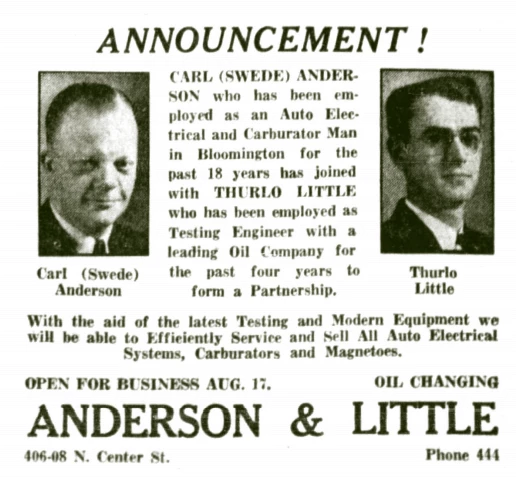 ANNOUNCEMENT!
CARL (SWEDE) ANDER-
SON who has been em-
ployed as an Auto Elec-
trical and Carburator Man
in Bloomington for the
past 18 years has joined
with THURLO LITTLE
who has been employed as
Testing Engineer with a
leading Oil Company for
the past four years to
form a Partnership.
Carl (Swede)
Anderson
Thurlo
Little
With the aid of the latest Testing and Modern Equipment we
will be able to Efficiently Service and Sell All Auto Electrical
Systems, Carburators and Magnetoes.
OPEN FOR BUSINESS AUG. 17. OIL CHANGING
ANDERSON & LITTLE
406-08 N. Center St. Phone 444